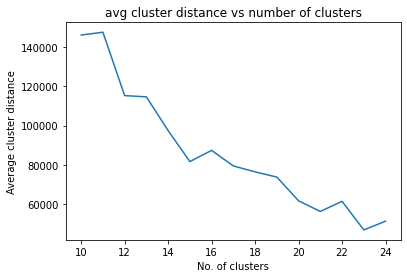 avg cluster distance vs number of clusters
140000
120000
100000
80000
60000
Average cluster distance
10 12 14 16 18 20 22 24
No. of clusters